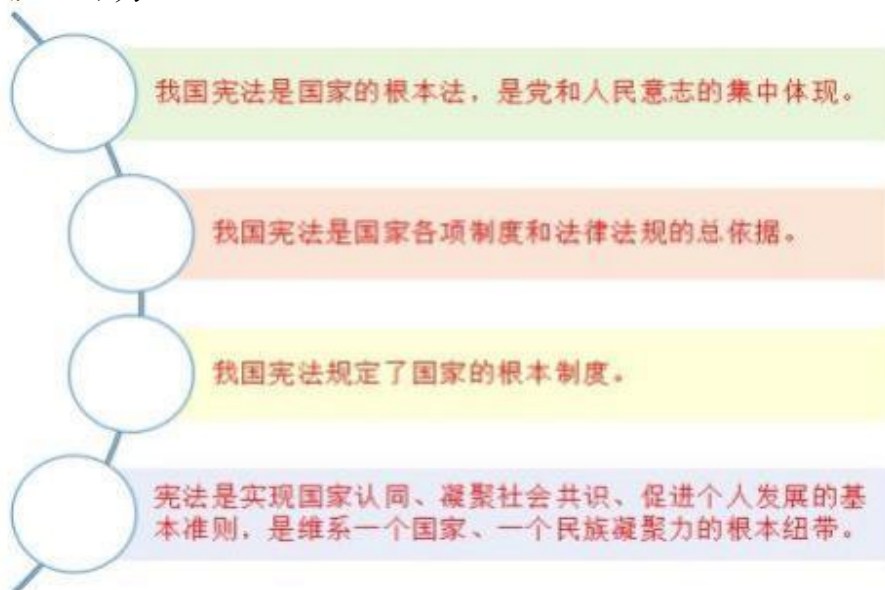 我国宪法是国家的根本法，是党和人民意志的集中体现。
我国宪法是国家各项制度和法律法规的总依据。
我国宪法规定了国家的根本制度。
宪法是实现国家认同、凝聚社会共识、促进个人发展的基
本准则，是维系一个国家、一个民族凝聚力的根本纽带。